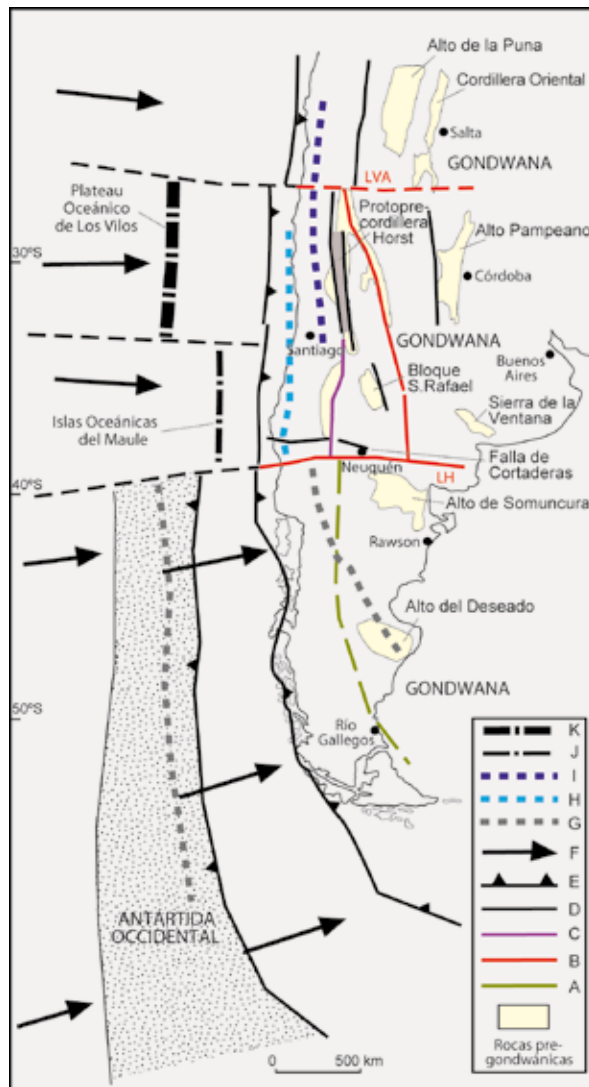 Alto de la Puna
Cordillera Oriental
Salta
GONDWANA
LVA
Plateau
Oceánico
de Los Vilos
Protopre-
cordillera
Horst
Alto Pampeano
30ºS
Córdoba
GONDWANA
Santiago
Buenos
Aires
Bloque
S.Rafael
Islas Oceánicas
del Maule
Sierra de la
Ventana
Falla de
Cortaderas
Neuquén
LH
40ºS
Alto de Somuncura
Rawson
Alto del Deseado
GONDWANA
50ºS
Río
Gallegos
K
J
I
H
G
F
E
D
C
B
A
Rocas pre-
gondwánicas
ANTÁRTIDA
OCCIDENTAL
0 500 km